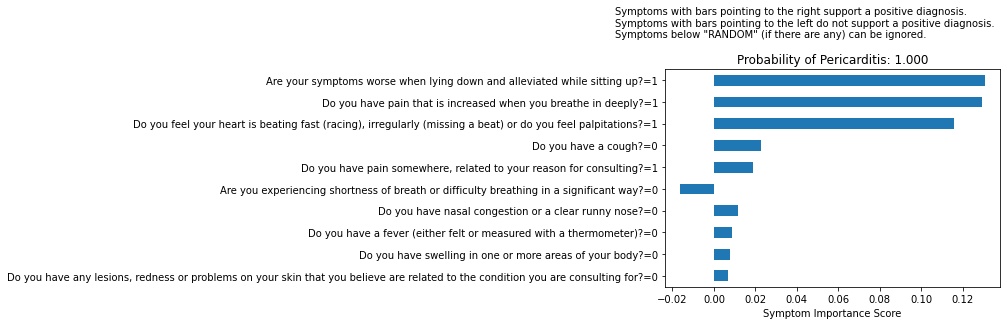 Symptoms with bars pointing to the right support a positive diagnosis.
Symptoms with bars pointing to the left do not support a positive diagnosis.
Symptoms below "RANDOM" (if there are any) can be ignored.
Probability of Pericarditis: 1.000
Are your symptoms worse when lying down and alleviated while sitting up?=1
Do you have pain that is increased when you breathe in deeply?=1
Do you feel your heart is beating fast (racing), irregularly (missing a beat) or do you feel palpitations?=1
Do you have a cough?=0
Do you have pain somewhere, related to your reason for consulting?=1
Are you experiencing shortness of breath or difficulty breathing in a significant way?=0
Do you have nasal congestion or a clear runny nose?=0
Do you have a fever (either felt or measured with a thermometer)?=0
Do you have swelling in one or more areas of your body?=0
Do you have any lesions, redness or problems on your skin that you believe are related to the condition you are consulting for?=0
−0.02 0.00 0.02 0.04 0.06 0.08 0.10 0.12
Symptom Importance Score